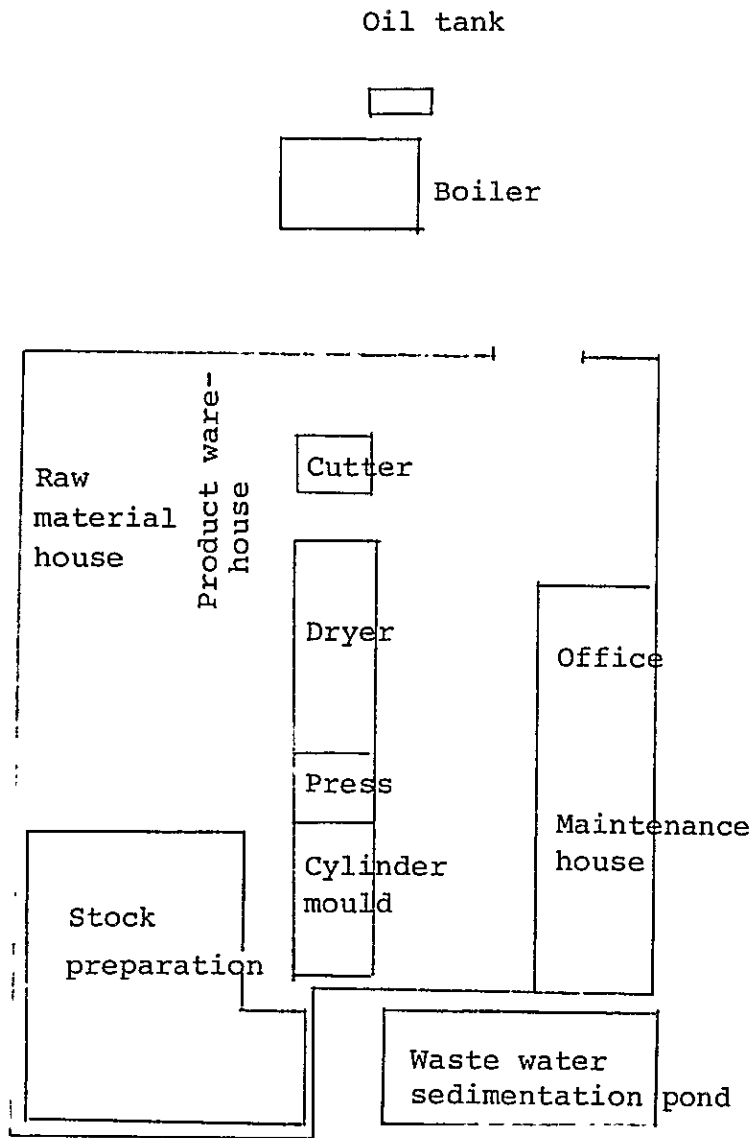 Oil tank
Boiler
Product ware-
house
Cutter
Raw
material
house
Dryer
Office
Press
Maintenance
house
Cylinder
mould
Stock
preparation
Waste water
sedimentation pond